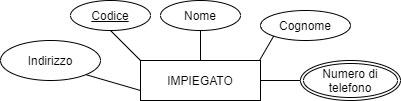 Codice
Nome
Cognome
Indirizzo
IMPIEGATO
Numero di
telefono